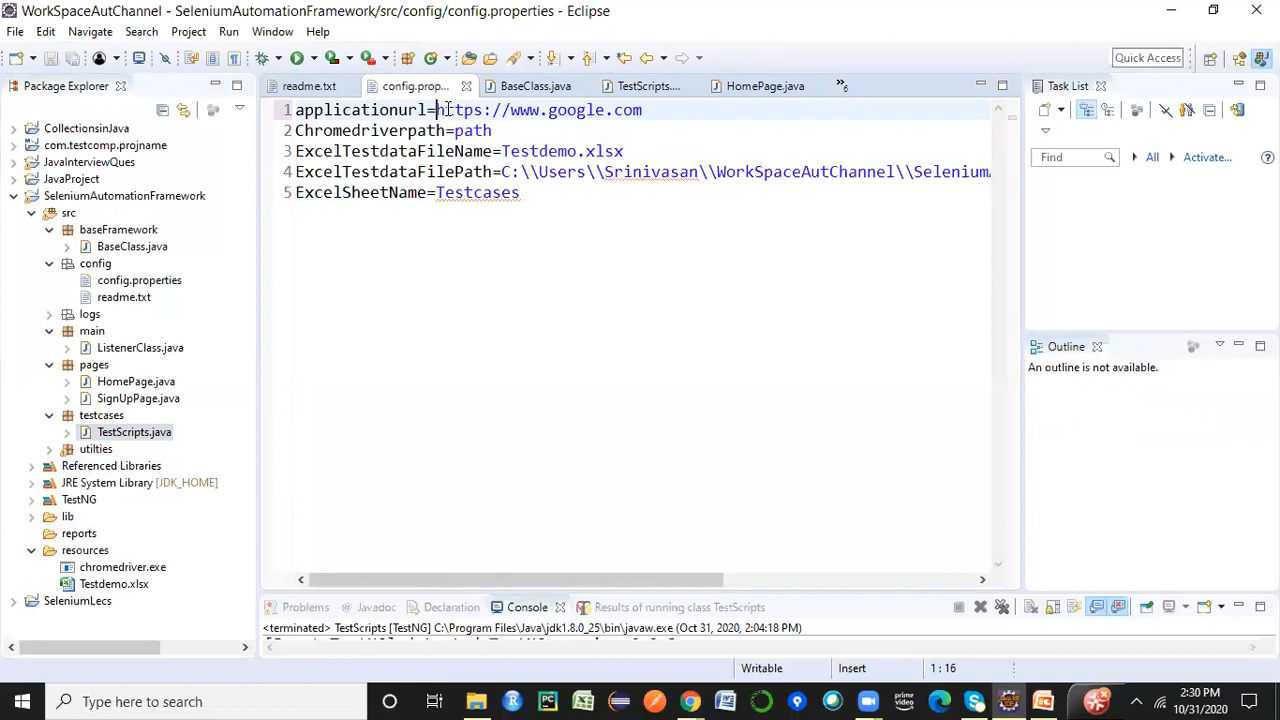 WorkSpaceAutChannel - SeleniumAutomationFramework/src/config/config.properties - Eclipse
File Edit Navigate Search Project Run Window Help
Quick Access
Package Explorer
readme.txt
config.prop...
BaseClass.java
TestScripts....
HomePage.java
»6
Task List
CollectionsinJava
com.testcomp.projname
JavaInterviewQues
JavaProject
SeleniumAutomationFramework
src
baseFramework
BaseClass.java
config
config.properties
readme.txt
logs
main
ListenerClass.java
pages
HomePage.java
SignUpPage.java
testcases
TestScripts.java
utilties
Referenced Libraries
JRE System Library [JDK_HOME]
TestNG
lib
reports
resources
chromedriver.exe
Testdemo.xlsx
SeleniumLecs
1 applicationurl=https://www.google.com
2 Chromedriverpath=path
3 ExcelTestdataFileName=Testdemo.xlsx
4 ExcelTestdataFilePath=C:\\Users\\Srinivasan\\WorkSpaceAutChannel\\Selenium
5 ExcelSheetName=Testcases
Find
All
Activate...
Outline
An outline is not available.
Problems
Javadoc
Declaration
Console
Results of running class TestScripts
<terminated> TestScripts [TestNG] C:\Program Files\Java\jdk1.8.0_25\bin\javaw.exe (Oct 31, 2020, 2:04:18 PM)
Writable
Insert
1 : 16
Type here to search
prime video
2:30 PM
10/31/2020